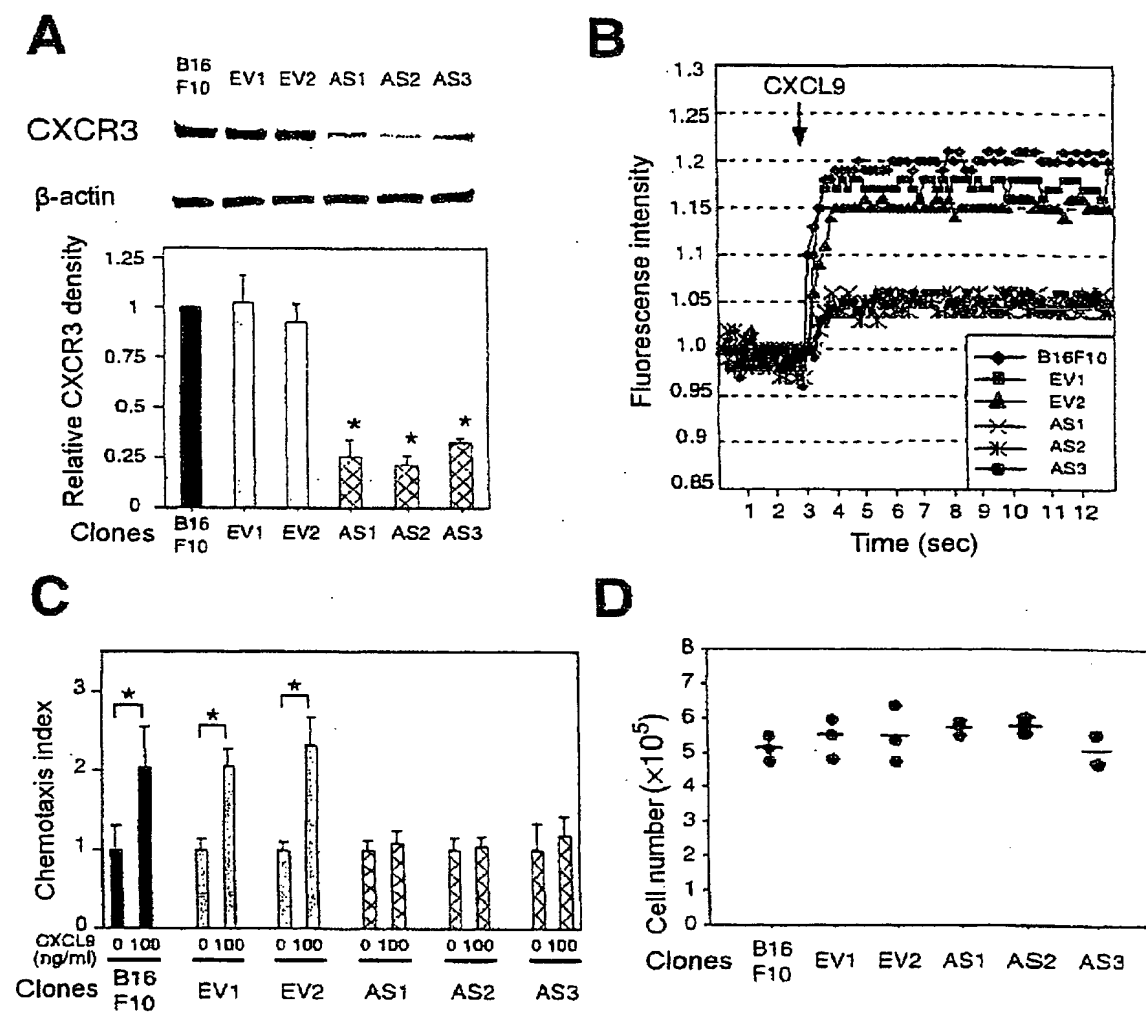 A
B16
F10 EV1 EV2 AS1 AS2 AS3
CXCR3
β-actin
Relative CXCR3 density
1.25
1
0.75
0.5
0.25
0
* * *
Clones B16
F10 EV1 EV2 AS1 AS2 AS3
B
CXCL9
Fluorescense intensity
1.3
1.25
1.2
1.15
1.1
1.05
1.0
0.95
0.9
0.85
B16F10
EV1
EV2
AS1
AS2
AS3
1 2 3 4 5 6 7 8 9 10 11 12
Time (sec)
C
Chemotaxis index
3
2
1
0
* * *
CXCL9
(ng/ml) 0 100 0 100 0 100 0 100 0 100 0 100
Clones B16
F10 EV1 EV2 AS1 AS2 AS3
D
Cell number (×10⁵)
8
7
6
5
4
3
2
1
0
Clones B16
F10 EV1 EV2 AS1 AS2 AS3